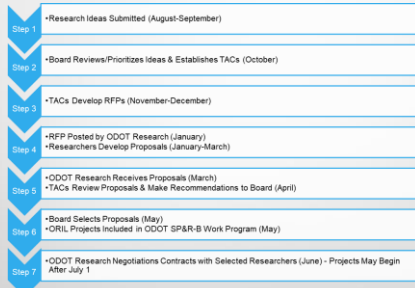 Step 1
•Research Ideas Submitted (August-September)
Step 2
•Board Reviews/Prioritizes Ideas & Establishes TACs (October)
Step 3
•TACs Develop RFPs (November-December)
Step 4
•RFP Posted by ODOT Research (January)
•Researchers Develop Proposals (January-March)
Step 5
•ODOT Research Receives Proposals (March)
•TACs Review Proposals & Make Recommendations to Board (April)
Step 6
•Board Selects Proposals (May)
•ORIL Projects Included in ODOT SP&R-B Work Program (May)
Step 7
•ODOT Research Negotiations Contracts with Selected Researchers (June) - Projects May Begin
After July 1